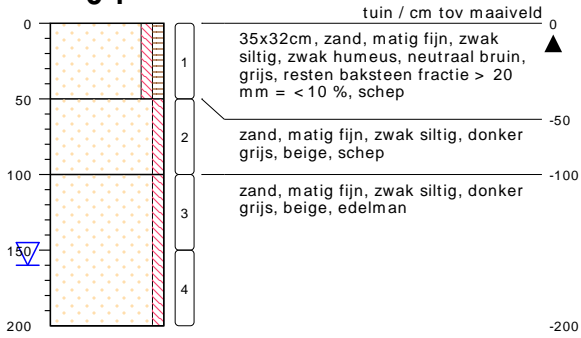 tuin / cm tov maaiveld
0
0
35x32cm, zand, matig fijn, zwak
siltig, zwak humeus, neutraal bruin,
grijs, resten baksteen fractie > 20
mm = <10 %, schep
1
50
-50
zand, matig fijn, zwak siltig, donker
grijs, beige, schep
2
100
-100
zand, matig fijn, zwak siltig, donker
grijs, beige, edelman
3
150
4
200
-200